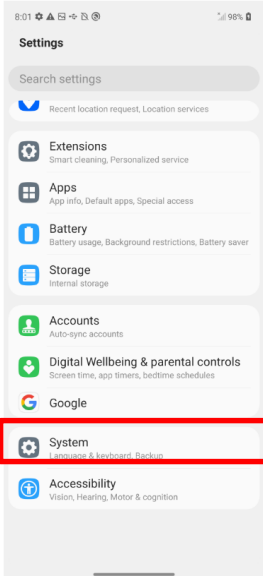 8:01
98%
Settings
Search settings
Recent location request, Location services
Extensions
Smart cleaning, Personalized service
Apps
App info, Default apps, Special access
Battery
Battery usage, Background restrictions, Battery saver
Storage
Internal storage
Accounts
Auto-sync accounts
Digital Wellbeing & parental controls
Screen time, app timers, bedtime schedules
Google
System
Language & keyboard, Backup
Accessibility
Vision, Hearing, Motor & cognition